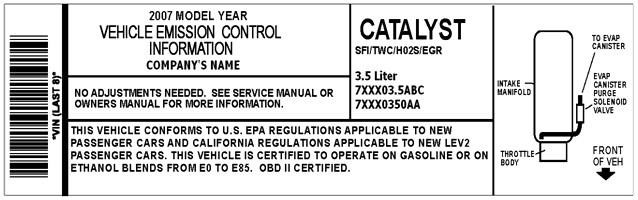 *VIN (LAST 8)*
2007 MODEL YEAR
VEHICLE EMISSION CONTROL
INFORMATION
COMPANY'S NAME
NO ADJUSTMENTS NEEDED. SEE SERVICE MANUAL OR
OWNERS MANUAL FOR MORE INFORMATION.
CATALYST
SFI/TWC/H02S/EGR
3.5 Liter
7XXX03.5ABC
7XXX0350AA
THIS VEHICLE CONFORMS TO U.S. EPA REGULATIONS APPLICABLE TO NEW
PASSENGER CARS AND CALIFORNIA REGULATIONS APPLICABLE TO NEW LEV2
PASSENGER CARS. THIS VEHICLE IS CERTIFIED TO OPERATE ON GASOLINE OR ON
ETHANOL BLENDS FROM E0 TO E85. OBD II CERTIFIED.
TO EVAP
CANISTER
INTAKE
MANIFOLD
EVAP
CANISTER
PURGE
SOLENOID
VALVE
THROTTLE
BODY
FRONT
OF VEH